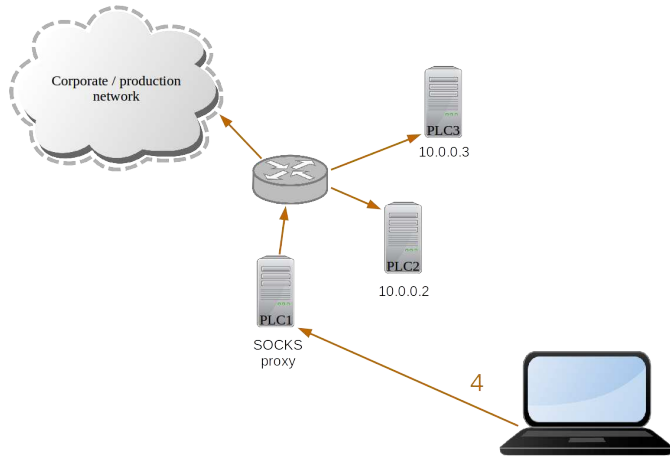 Corporate / production
network
PLC3
10.0.0.3
PLC2
10.0.0.2
PLC1
SOCKS
proxy
4